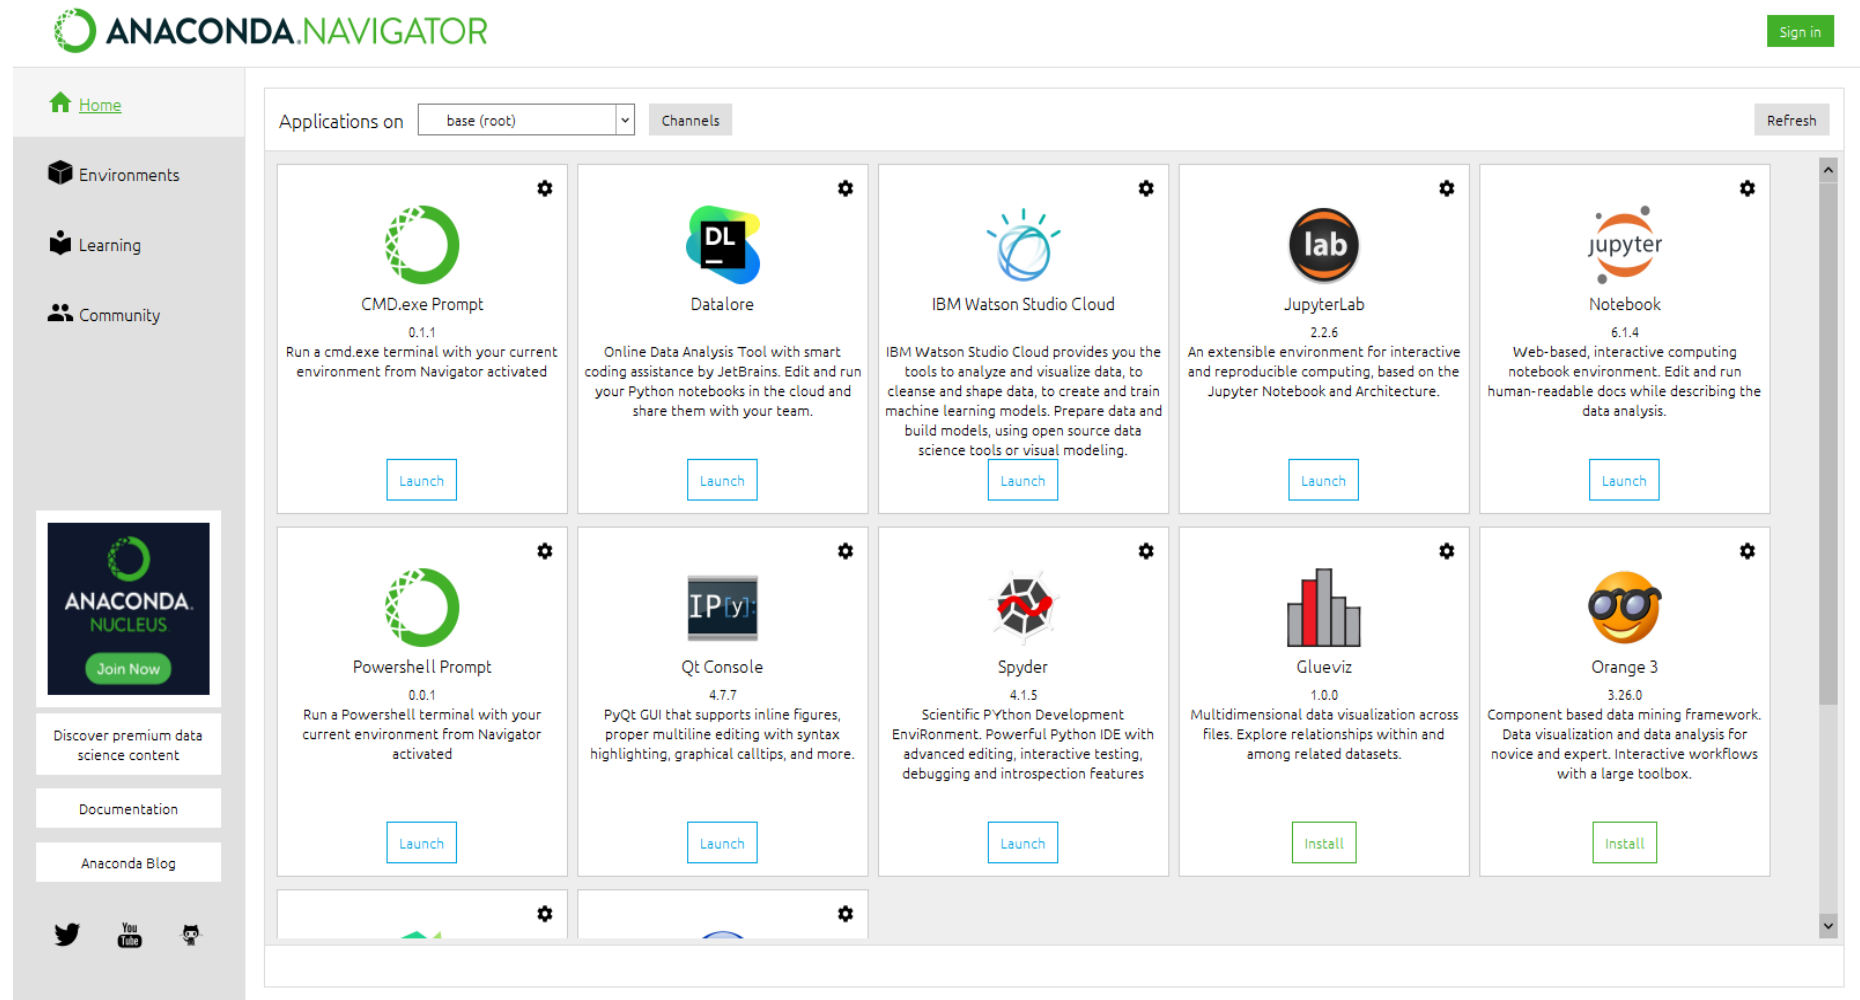 ANACONDA.NAVIGATOR
Sign in
Home
Environments
Learning
Community
ANACONDA.
NUCLEUS
Join Now
Discover premium data
science content
Documentation
Anaconda Blog
You
Tube
Applications on
base (root)
Channels
Refresh
CMD.exe Prompt
0.1.1
Run a cmd.exe terminal with your current
environment from Navigator activated
Launch
DL
Datalore
Online Data Analysis Tool with smart
coding assistance by JetBrains. Edit and run
your Python notebooks in the cloud and
share them with your team.
Launch
IBM Watson Studio Cloud
IBM Watson Studio Cloud provides you the
tools to analyze and visualize data, to
cleanse and shape data, to create and train
machine learning models. Prepare data and
build models, using open source data
science tools or visual modeling.
Launch
lab
JupyterLab
2.2.6
An extensible environment for interactive
and reproducible computing, based on the
Jupyter Notebook and Architecture.
Launch
jupyter
Notebook
6.1.4
Web-based, interactive computing
notebook environment. Edit and run
human-readable docs while describing the
data analysis.
Launch
Powershell Prompt
0.0.1
Run a Powershell terminal with your
current environment from Navigator
activated
Launch
IP[y]:
Qt Console
4.7.7
PyQt GUI that supports inline figures,
proper multiline editing with syntax
highlighting, graphical calltips, and more.
Launch
Spyder
4.1.5
Scientific PYthon Development
EnviRonment. Powerful Python IDE with
advanced editing, interactive testing,
debugging and introspection features
Launch
Glueviz
1.0.0
Multidimensional data visualization across
files. Explore relationships within and
among related datasets.
Install
Orange 3
3.26.0
Component based data mining framework.
Data visualization and data analysis for
novice and expert. Interactive workflows
with a large toolbox.
Install